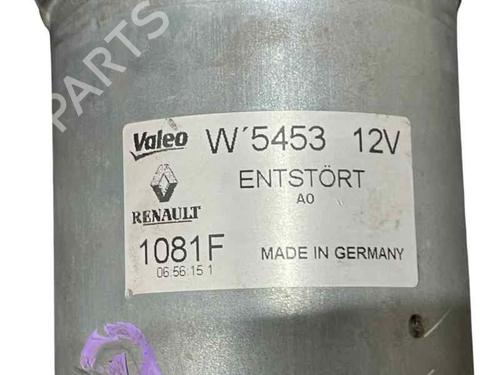 PARTS
Valeo W´5453 12V
ENTSTÖRT
A0
RENAULT
1081F MADE IN GERMANY
06:56:15 1